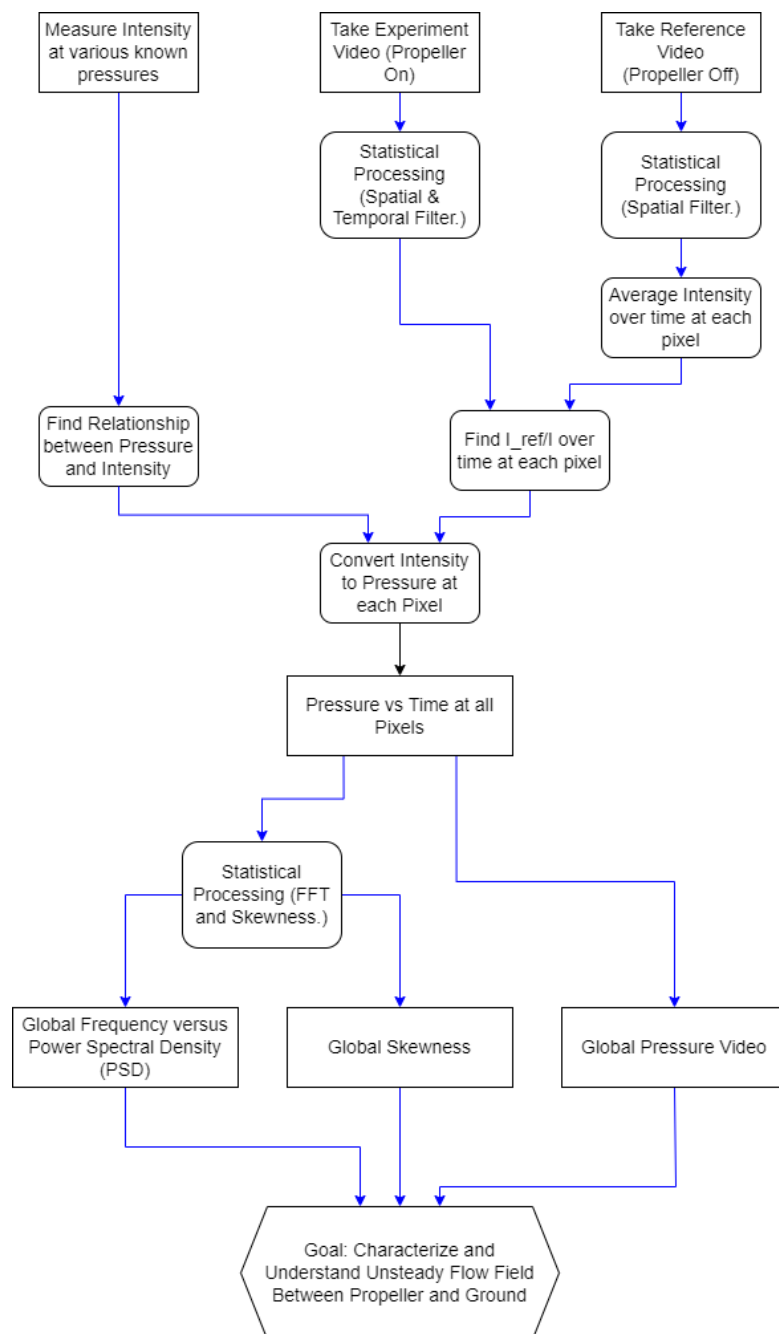 Measure Intensity
at various known
pressures
Take Experiment
Video (Propeller
On)
Take Reference
Video
(Propeller Off)
Statistical
Processing
(Spatial &
Temporal Filter.)
Statistical
Processing
(Spatial Filter.)
Average Intensity
over time at each
pixel
Find Relationship
between Pressure
and Intensity
Find I_ref/I over
time at each pixel
Convert Intensity
to Pressure at
each Pixel
Pressure vs Time at all
Pixels
Statistical
Processing (FFT
and Skewness.)
Global Frequency versus
Power Spectral Density
(PSD)
Global Skewness
Global Pressure Video
Goal: Characterize and
Understand Unsteady Flow Field
Between Propeller and Ground